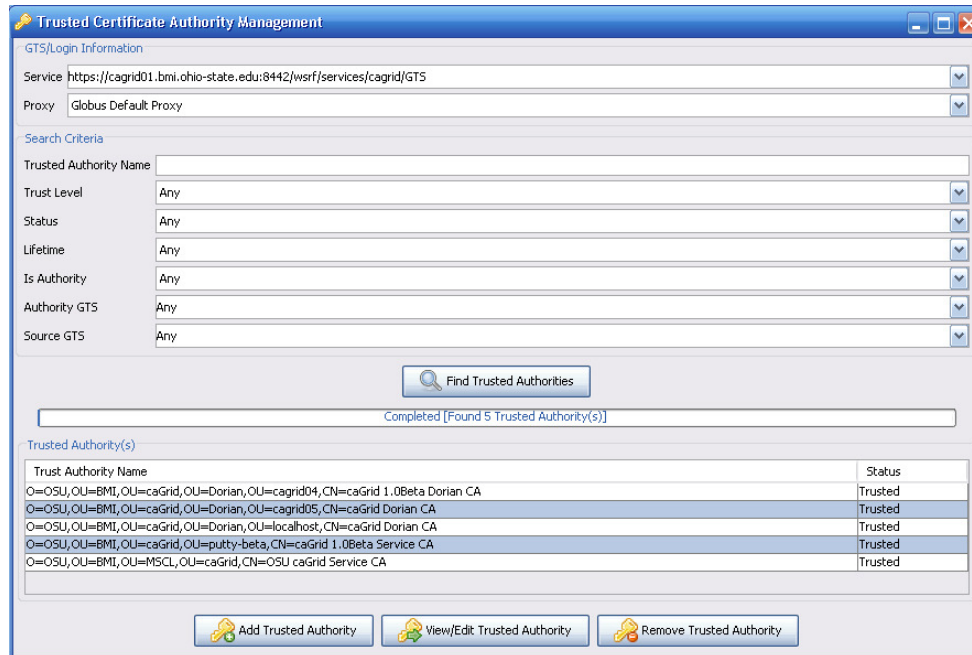 Trusted Certificate Authority Management
GTS/Login Information
Service https://cagrid01.bmi.ohio-state.edu:8442/wsrf/services/cagrid/GTS
Proxy Globus Default Proxy
Search Criteria
Trusted Authority Name
Trust Level Any
Status Any
Lifetime Any
Is Authority Any
Authority GTS Any
Source GTS Any
Find Trusted Authorities
Completed [Found 5 Trusted Authority(s)]
Trusted Authority(s)
Trust Authority Name Status
O=OSU,OU=BMI,OU=caGrid,OU=Dorian,OU=cagrid04,CN=caGrid 1.0Beta Dorian CA Trusted
O=OSU,OU=BMI,OU=caGrid,OU=Dorian,OU=cagrid05,CN=caGrid Dorian CA Trusted
O=OSU,OU=BMI,OU=caGrid,OU=Dorian,OU=localhost,CN=caGrid Dorian CA Trusted
O=OSU,OU=BMI,OU=caGrid,OU=putty-beta,CN=caGrid 1.0Beta Service CA Trusted
O=OSU,OU=BMI,OU=MSCL,OU=caGrid,CN=OSU caGrid Service CA Trusted
Add Trusted Authority View/Edit Trusted Authority Remove Trusted Authority